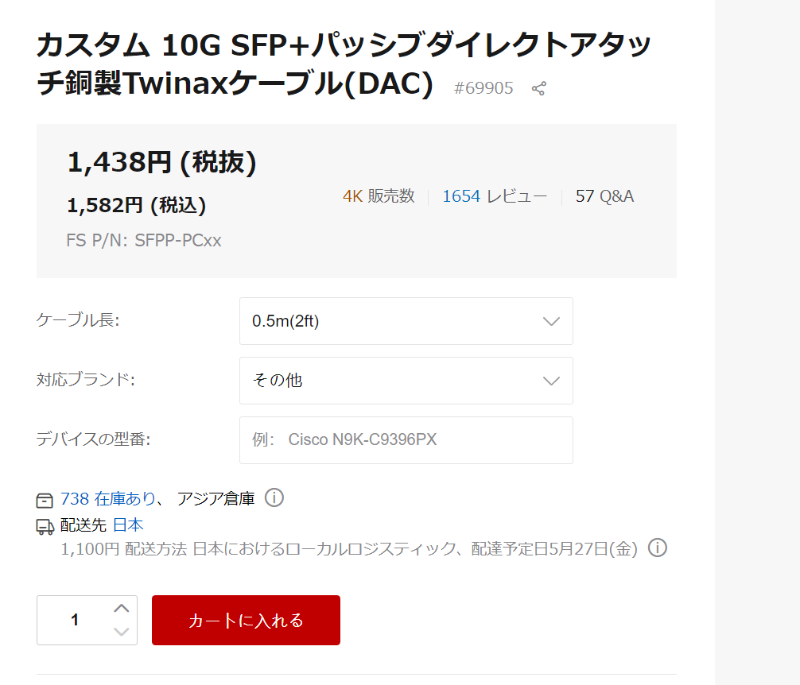 カスタム 10G SFP+パッシブダイレクトアタッ
チ銅製Twinaxケーブル(DAC) #69905
1,438円 (税抜)
1,582円 (税込)
4K 販売数 1654 レビュー 57 Q&A
FS P/N: SFPP-PCxx
ケーブル長: 0.5m(2ft)
対応ブランド: その他
デバイスの型番: 例: Cisco N9K-C9396PX
738 在庫あり、 アジア倉庫
配送先 日本
1,100円 配送方法 日本におけるローカルロジスティック、配達予定日5月27日(金)
1 カートに入れる